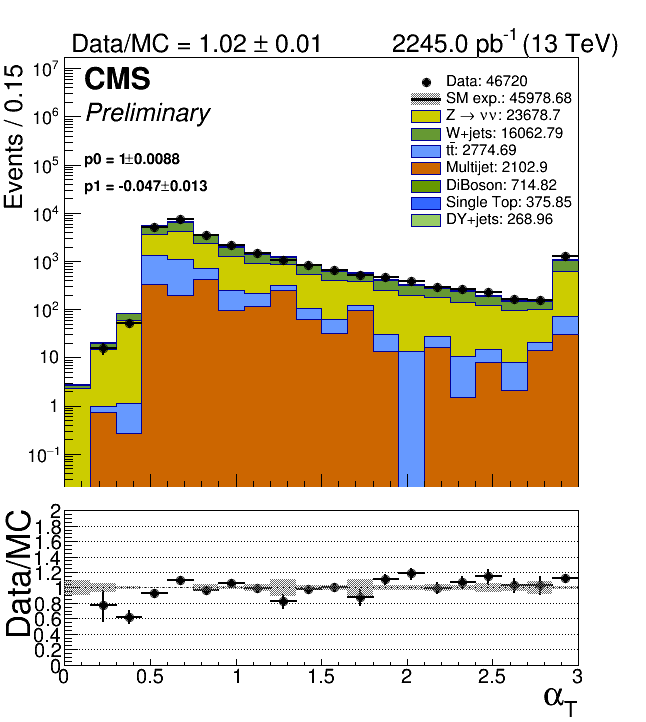 Data/MC = 1.02 ± 0.01 2245.0 pb⁻¹ (13 TeV)
CMS
Preliminary
p0 = 1±0.0088
p1 = -0.047±0.013
Data: 46720
SM exp.: 45978.68
Z → νν: 23678.7
W+jets: 16062.79
tt̄: 2774.69
Multijet: 2102.9
DiBoson: 714.82
Single Top: 375.85
DY+jets: 268.96
Events / 0.15
10⁷
10⁶
10⁵
10⁴
10³
10²
10
1
10⁻¹
Data/MC
2
1.8
1.6
1.4
1.2
1
0.8
0.6
0.4
0.2
0
0 0.5 1 1.5 2 2.5 3
α_T